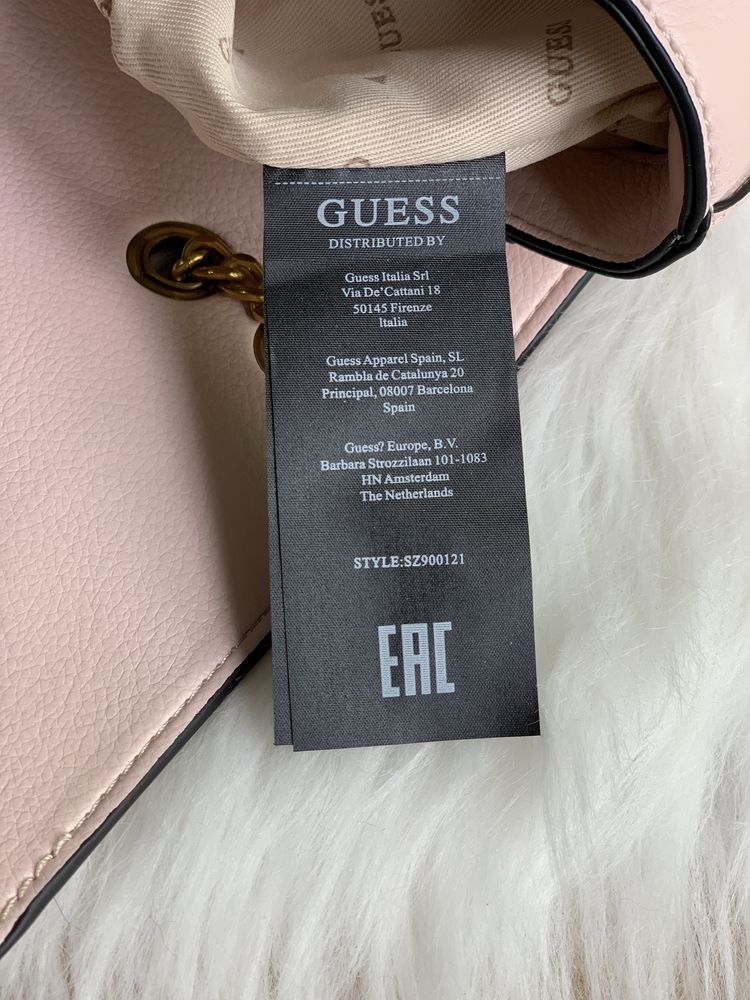 GUESS
GUESS
GUESS
DISTRIBUTED BY
Guess Italia Srl
Via De'Cattani 18
50145 Firenze
Italia
Guess Apparel Spain, SL
Rambla de Catalunya 20
Principal, 08007 Barcelona
Spain
Guess? Europe, B.V.
Barbara Strozzilaan 101-1083
HN Amsterdam
The Netherlands
STYLE:SZ900121
EAC